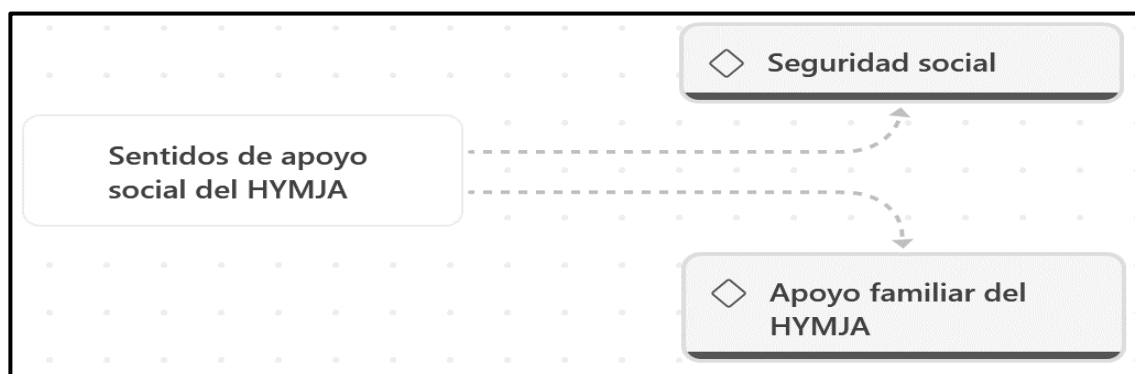 Seguridad social
Sentidos de apoyo
social del HYMJA
Apoyo familiar del
HYMJA